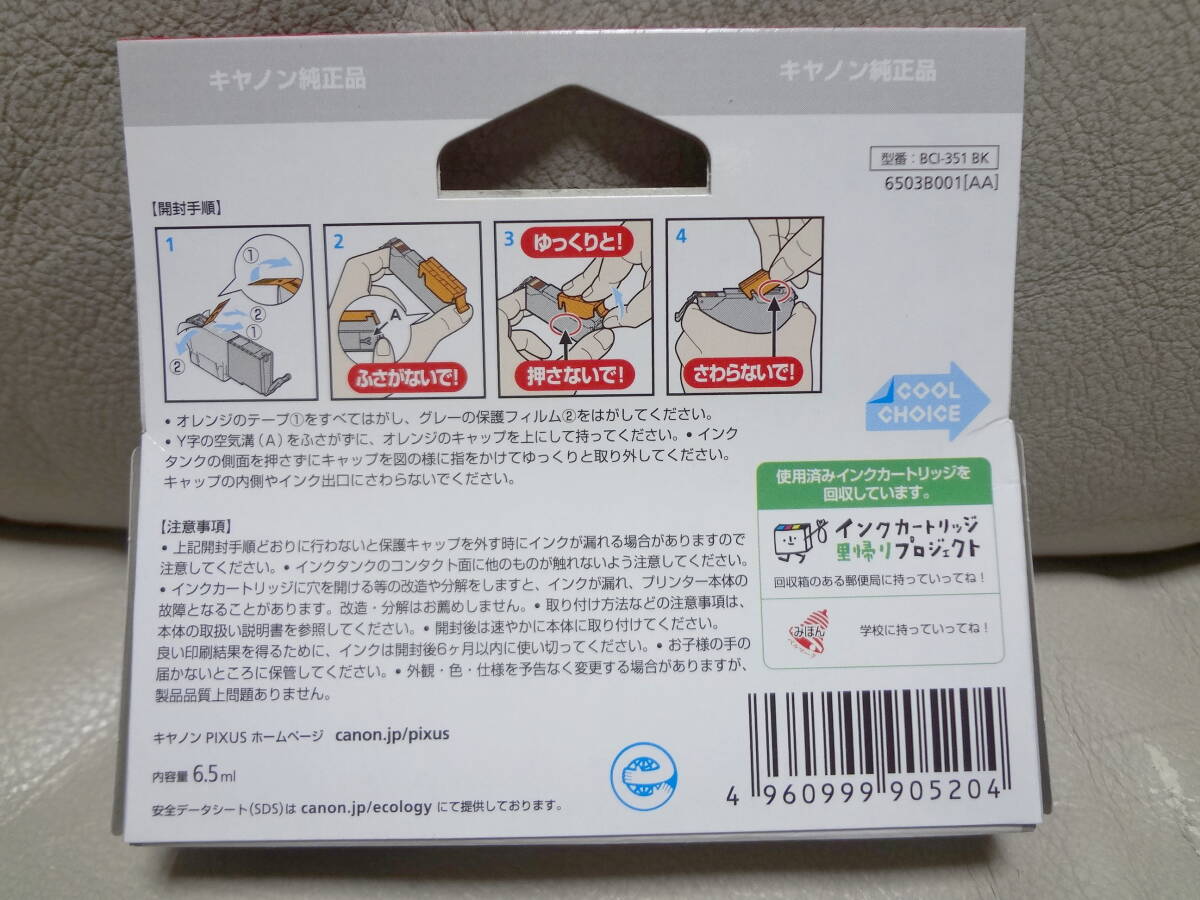 キヤノン純正品
キヤノン純正品
型番：BCI-351 BK
6503B001[AA]
【開封手順】
1
①
②
①
②
2
A
ふさがないで!
3
ゆっくりと!
押さないで!
4
さわらないで!
• オレンジのテープ①をすべてはがし、グレーの保護フィルム②をはがしてください。
• Y字の空気溝（A）をふさがずに、オレンジのキャップを上にして持ってください。• インク
タンクの側面を押さずにキャップを図の様に指をかけてゆっくりと取り外してください。
キャップの内側やインク出口にさわらないでください。
COOL
CHOICE
【注意事項】
• 上記開封手順どおりに行わないと保護キャップを外す時にインクが漏れる場合がありますので
注意してください。• インクタンクのコンタクト面に他のものが触れないよう注意してください。
• インクカートリッジに穴を開ける等の改造や分解をしますと、インクが漏れ、プリンター本体の
故障となることがあります。改造・分解はお薦めしません。• 取り付け方法などの注意事項は、
本体の取扱い説明書を参照してください。• 開封後は速やかに本体に取り付けてください。
良い印刷結果を得るために、インクは開封後6ヶ月以内に使い切ってください。• お子様の手の
届かないところに保管してください。• 外観・色・仕様を予告なく変更する場合がありますが、
製品品質上問題ありません。
使用済みインクカートリッジを
回収しています。
インクカートリッジ
里帰りプロジェクト
回収箱のある郵便局に持っていってね！
みほん
ベルマーク
学校に持っていってね！
キヤノン PIXUS ホームページ canon.jp/pixus
内容量 6.5ml
安全データシート(SDS)は canon.jp/ecology にて提供しております。
4 960999 905204